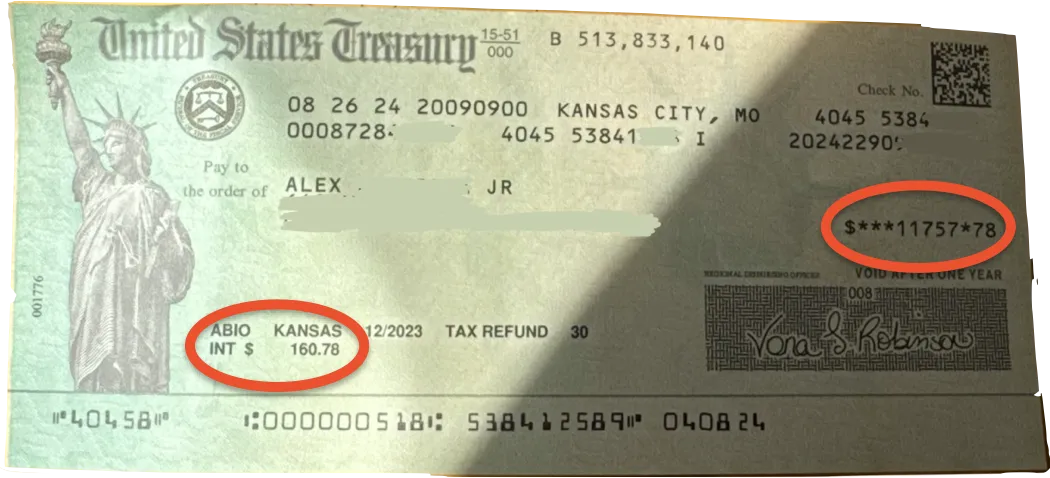 United States Treasury 15-51 000 B 513,833,140
Check No.
08 26 24 20090900 KANSAS CITY, MO 4045 5384
0008728 4045 53841 I 20242290
Pay to
the order of ALEX JR
$***11757*78
VOID AFTER ONE YEAR
008
001776
ABIO KANSAS 12/2023 TAX REFUND 30
INT $ 160.78
Vona S Robinson
⑈40458⑈ ⑆000000518⑆ 538412589⑈ 040824